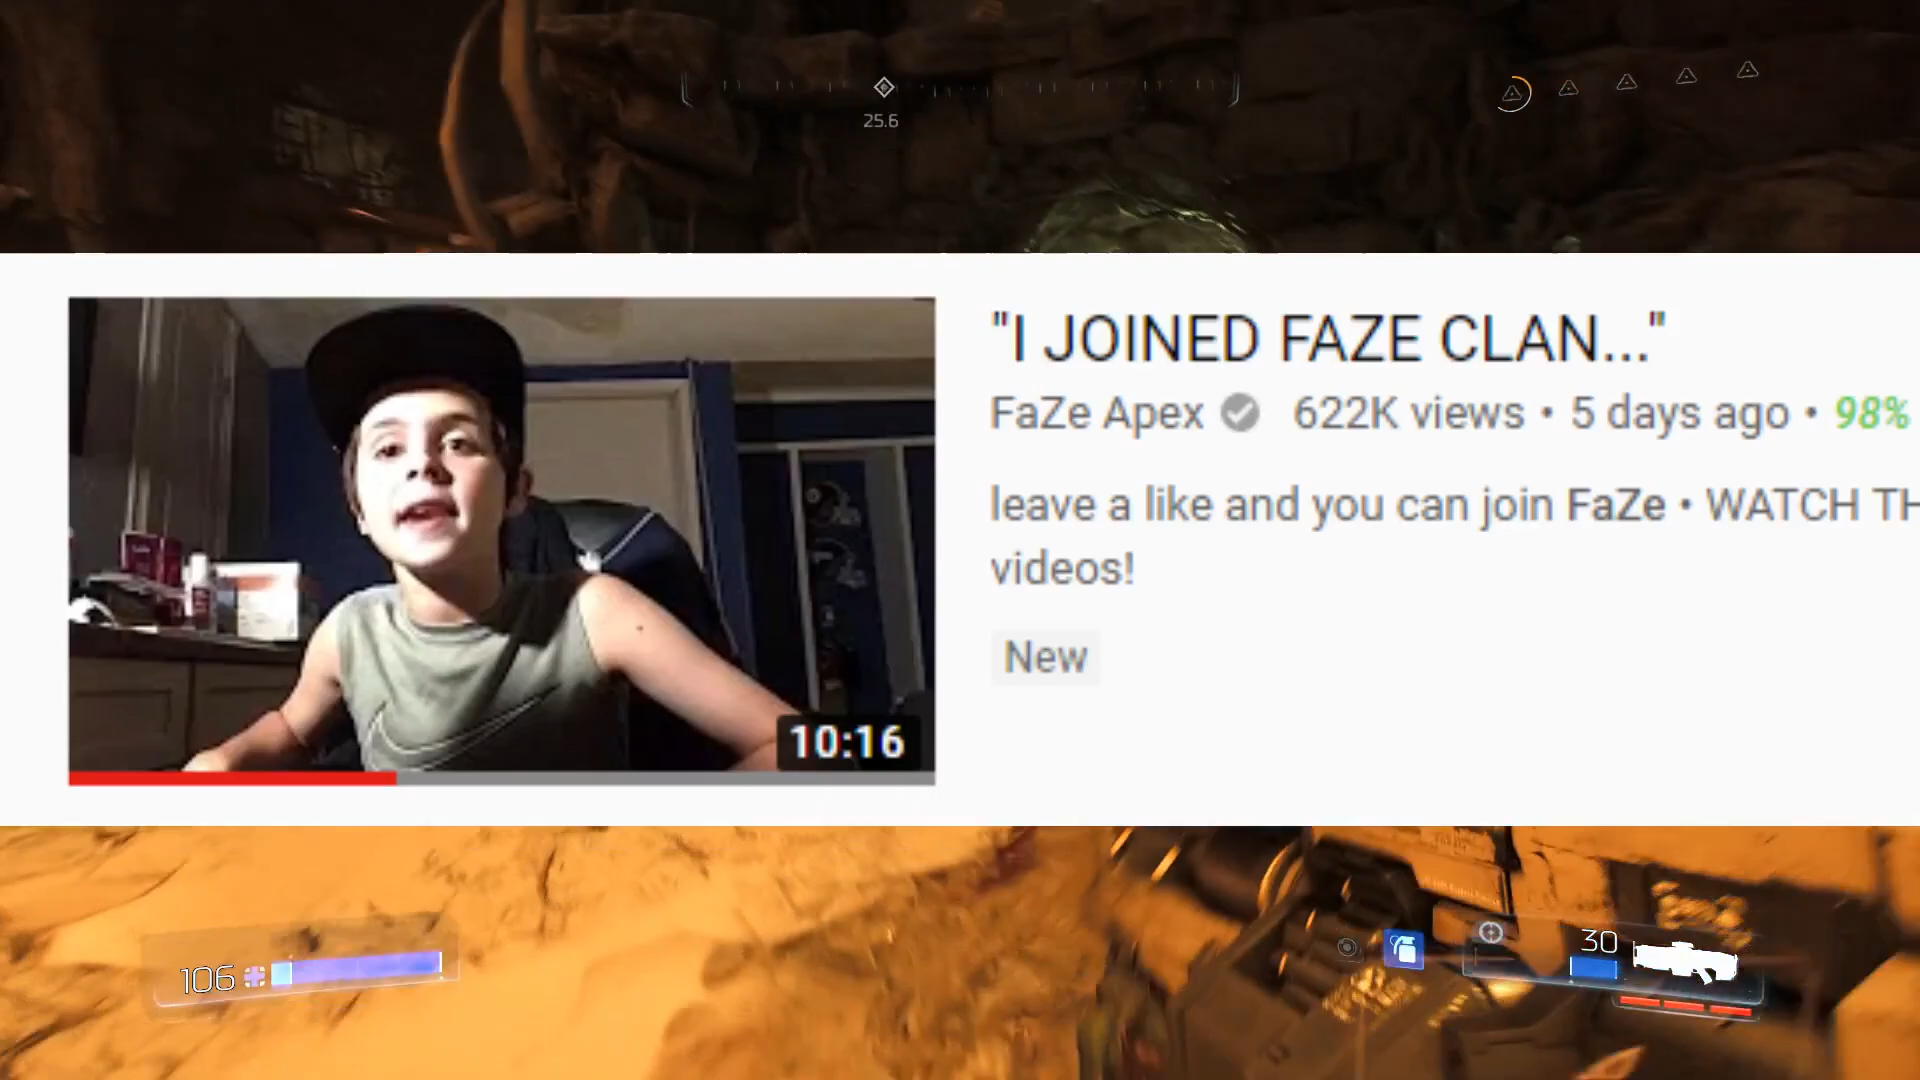 25.6
"I JOINED FAZE CLAN..."
FaZe Apex 622K views • 5 days ago • 98%
leave a like and you can join FaZe • WATCH TH
videos!
New
10:16
106
30